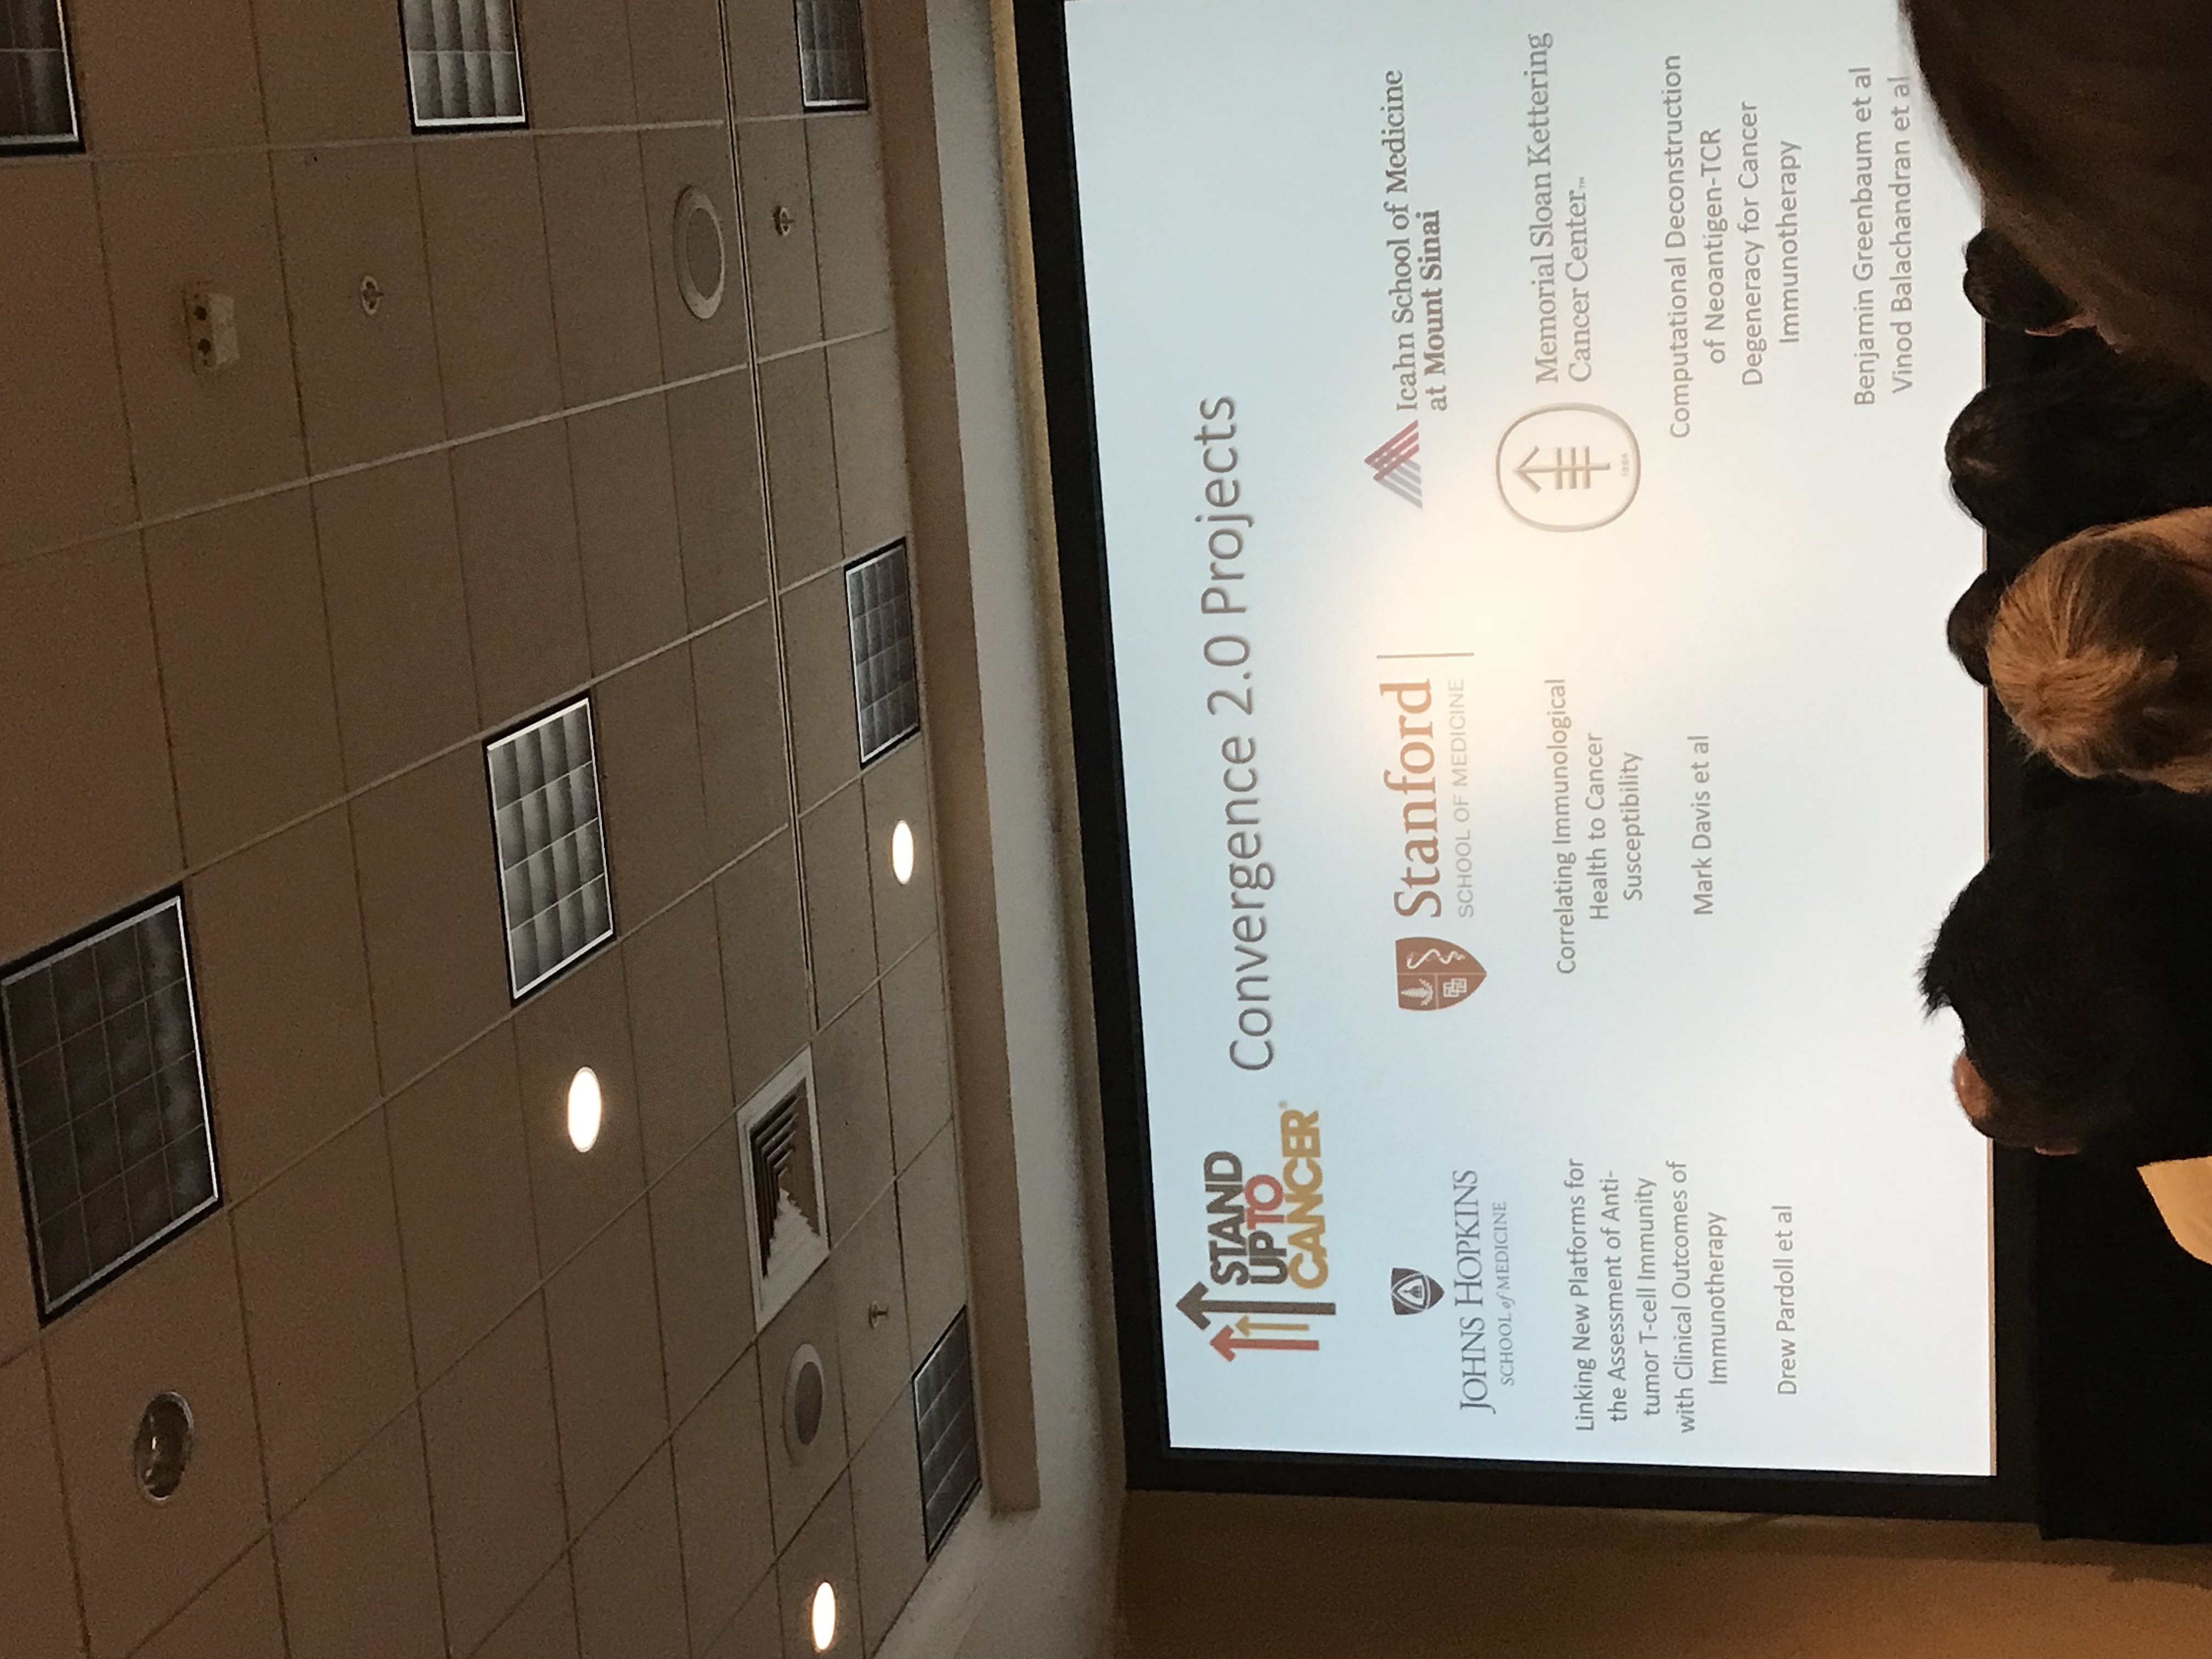 STAND
UPTO
CANCER®
Convergence 2.0 Projects
JOHNS HOPKINS
SCHOOL of MEDICINE
Linking New Platforms for
the Assessment of Anti-
tumor T-cell Immunity
with Clinical Outcomes of
Immunotherapy
Drew Pardoll et al
Stanford
SCHOOL OF MEDICINE
Correlating Immunological
Health to Cancer
Susceptibility
Mark Davis et al
Icahn School of Medicine
at Mount Sinai
1884
Memorial Sloan Kettering
Cancer Center™
Computational Deconstruction
of Neoantigen-TCR
Degeneracy for Cancer
Immunotherapy
Benjamin Greenbaum et al
Vinod Balachandran et al